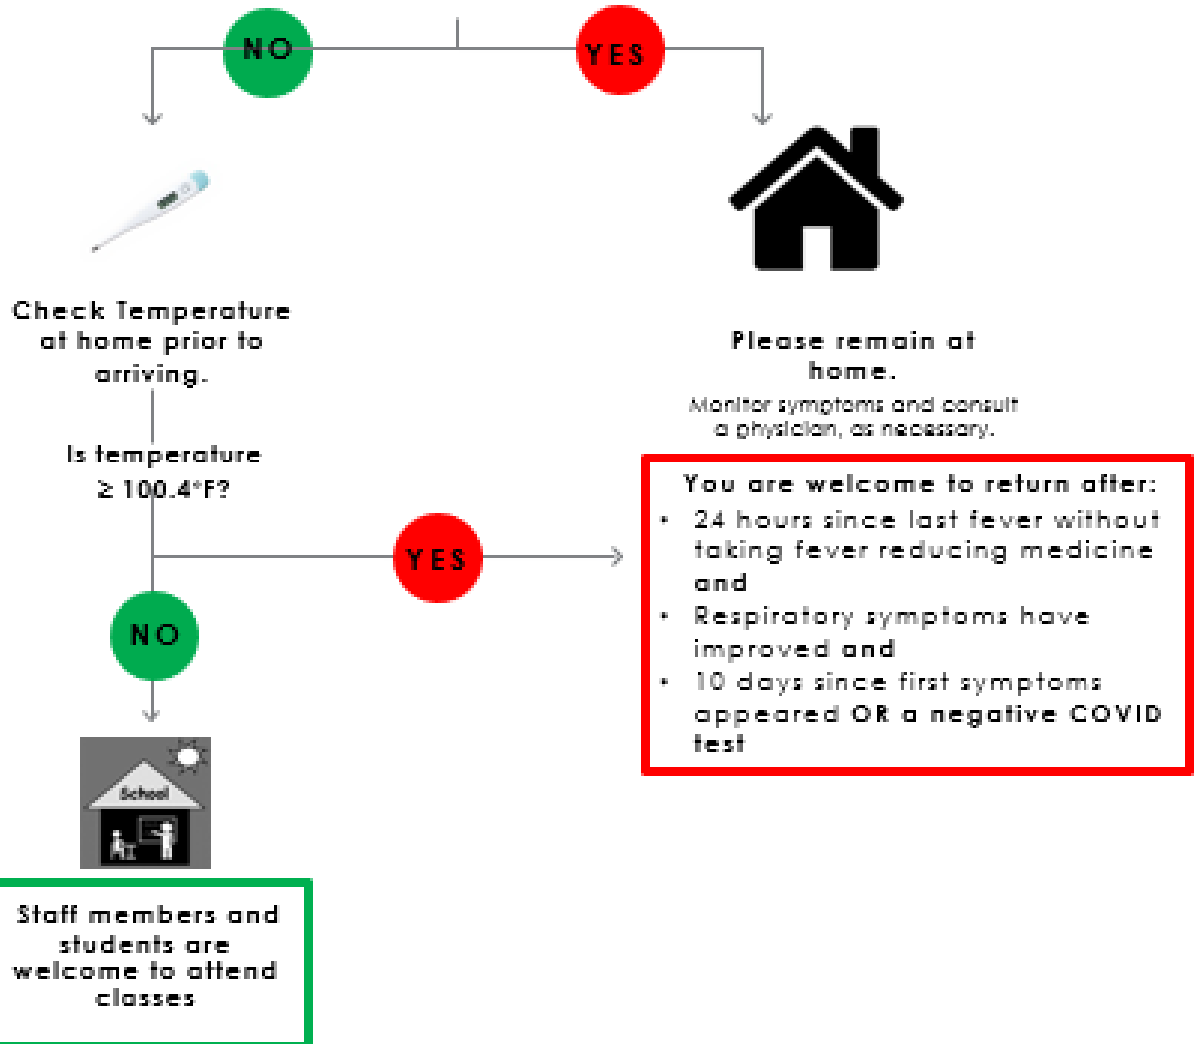 NO
YES
Check Temperature
at home prior to
arriving.
Is temperature
≥ 100.4°F?
Please remain at
home.
Monitor symptoms and consult
a physician, as necessary.
YES
You are welcome to return after:
• 24 hours since last fever without
taking fever reducing medicine
and
• Respiratory symptoms have
improved and
• 10 days since first symptoms
appeared OR a negative COVID
test
NO
School
Staff members and
students are
welcome to attend
classes